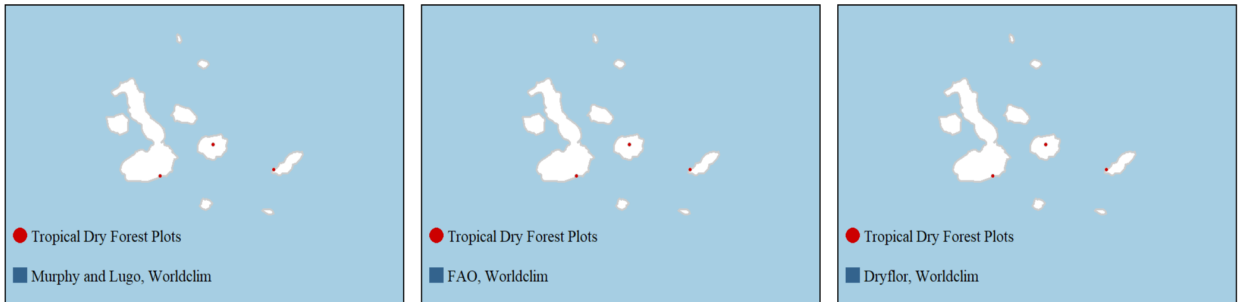 Tropical Dry Forest Plots
Murphy and Lugo, Worldclim
Tropical Dry Forest Plots
FAO, Worldclim
Tropical Dry Forest Plots
Dryflor, Worldclim